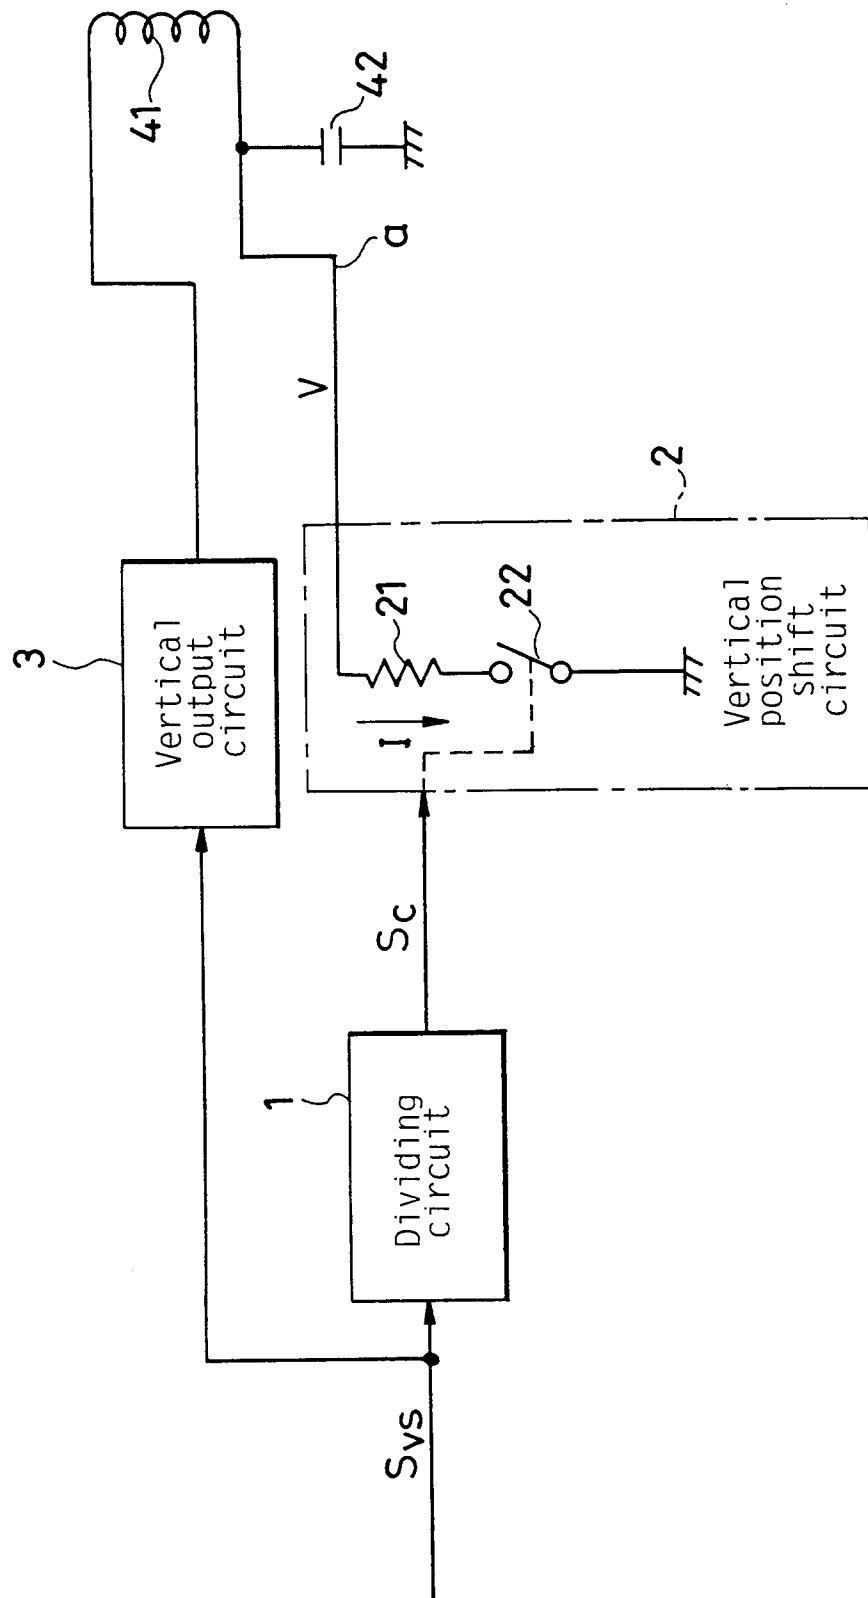 3
Vertical
output
circuit
41
42
a
V
2
21
22
I
Vertical
position
shift
circuit
Sc
1
Dividing
circuit
Svs